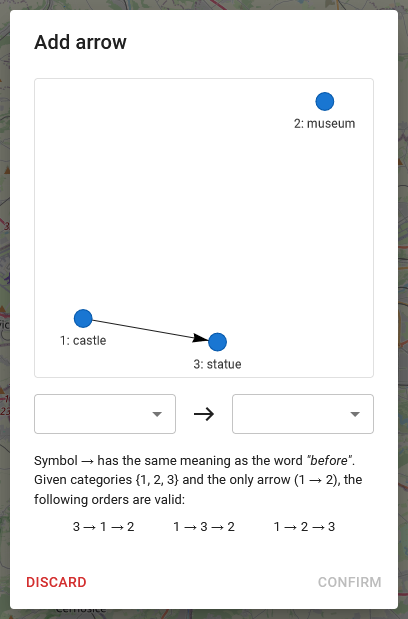 Add arrow
2: museum
1: castle
3: statue
→
Symbol → has the same meaning as the word "before".
Given categories {1, 2, 3} and the only arrow (1 → 2), the
following orders are valid:
3 → 1 → 2 1 → 3 → 2 1 → 2 → 3
DISCARD CONFIRM